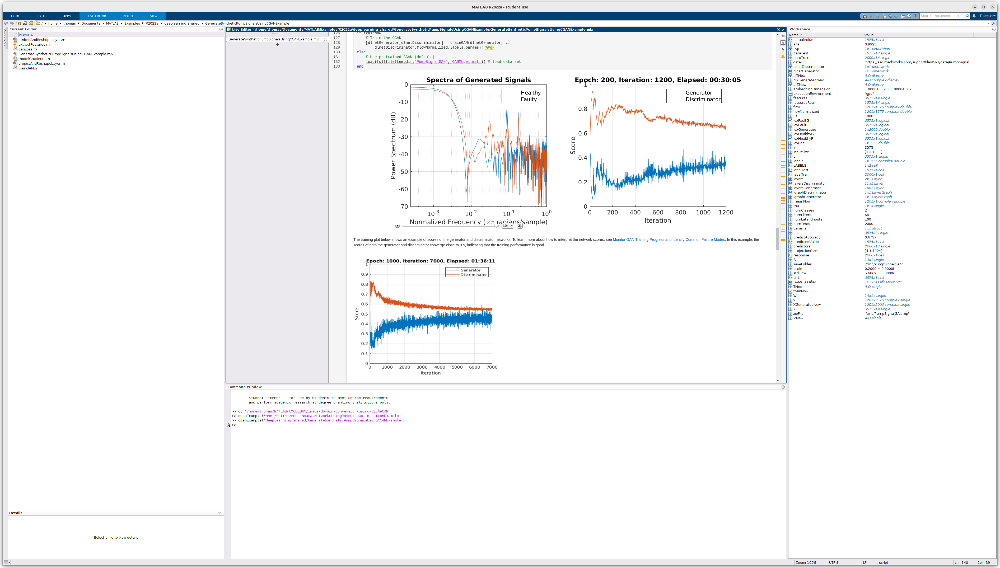 MATLAB R2022a - student use
HOME PLOTS APPS LIVE EDITOR INSERT VIEW
Search Documentation
Thomas
/ home thomas Documents MATLAB Examples R2022a deeplearning_shared GenerateSyntheticPumpSignalsUsingCGANExample
Job Monitor
Current Folder
Name
embedAndReshapeLayer.m
extractFeatures.m
ganLoss.m
GenerateSyntheticPumpSignalsUsingCGANExample.mlx
modelGradients.m
projectAndReshapeLayer.m
trainGAN.m
Details
Select a file to view details
Live Editor - /home/thomas/Documents/MATLAB/Examples/R2022a/deeplearning_shared/GenerateSyntheticPumpSignalsUsingCGANExample/GenerateSyntheticPumpSignalsUsingCGANExample.mlx
GenerateSyntheticPumpSignalsUsingCGANExample.mlx
+
126 if trainNow
127 % Train the CGAN
128 [dlnetGenerator,dlnetDiscriminator] = trainGAN(dlnetGenerator, ...
129 dlnetDiscriminator,flowNormalized,labels,params); %#ok
130 else
131 % Use pretrained CGAN (default)
132 load(fullfile(tempdir,'PumpSignalGAN','GANModel.mat')) % load data set
133 end
Spectra of Generated Signals
Healthy
Faulty
Power Spectrum (dB)
0
-10
-20
-30
-40
-50
-60
-70
10-3 10-2 10-1 100
Normalized Frequency (×π radians/sample)
1.0x
Epoch: 200, Iteration: 1200, Elapsed: 00:30:05
Generator
Discriminator
Score
1
0.8
0.6
0.4
0.2
0
0 200 400 600 800 1000 1200
Iteration
The training plot below shows an example of scores of the generator and discriminator networks. To learn more about how to interpret the network scores, see Monitor GAN Training Progress and Identify Common Failure Modes. In this example, the
scores of both the generator and discriminator converge close to 0.5, indicating that the training performance is good.
Epoch: 1000, Iteration: 7000, Elapsed: 01:36:11
Generator
Discriminator
Score
1
0.9
0.8
0.7
0.6
0.5
0.4
0.3
0.2
0.1
0
0 1000 2000 3000 4000 5000 6000 7000
Iteration
Command Window
Student License -- for use by students to meet course requirements
and perform academic research at degree granting institutions only.
>> cd '/home/thomas/MATLAB-CYCLEGAN/Image-domain-conversion-using-CycleGAN'
>> openExample('nnet/OptimizeDeepNeuralNetworksUsingBayesianOptimizationExample')
>> openExample('deeplearning_shared/GenerateSyntheticPumpSignalsUsingCGANExample')
fx >>
Workspace
Name Value
actualValue 1575x1 cell
ans 0.9923
cvp 1x1 cvpartition
dataTest 1575x14 single
dataTrain 2000x14 single
dataURL 'https://ssd.mathworks.com/supportfiles/SPT/data/PumpSignal...
dlnetDiscriminator 1x1 dlnetwork
dlnetGenerator 1x1 dlnetwork
dlTNew 4-D dlarray
dlXGeneratedNew 4-D complex dlarray
dlZNew 4-D dlarray
embeddingDimension 1.0000e+02 + 1.0000e+02i
executionEnvironment "gpu"
features 3575x14 single
featuresReal 1575x14 single
flow 1201x1575 complex double
flowNormalized 1201x1575 complex double
Fs 1000
idxFaultG 3575x1 logical
idxFaultR 3575x1 logical
idxGenerated 1x2000 double
idxHealthyG 3575x1 logical
idxHealthyR 3575x1 logical
idxReal 1x1575 double
ii 3575
inputSize [1201,1,1]
L 3575x1 single
labels 1x1575 complex double
LABELS 1x2 cell
labelTest 1575x1 cell
labelTrain 2000x1 cell
layers 2x1 Layer
layersDiscriminator 11x1 Layer
layersGenerator 16x1 Layer
lgraphDiscriminator 1x1 LayerGraph
lgraphGenerator 1x1 LayerGraph
meanFlow 1201x1 complex double
mu 1x14 single
numClasses 2
numFilters 64
numLatentInputs 100
numTests 2000
params 1x1 struct
pp 3575x3 single
predictAccuracy 0.6737
predictedValue 1575x1 cell
predictors 2000x14 single
projectionSize [4,1,1024]
response 2000x1 cell
S 14x1 single
saveFolder '/tmp/PumpSignalGAN'
scale 0.2000 + 0.0000i
stdFlow 5.6869 + 0.0000i
strL 3575x1 cell
SVMClassifier 1x1 ClassificationSVM
TNew 4-D single
trainNow 1
W 14x14 single
x 1201x3575 complex single
XGeneratedNew 1201x2000 complex single
Y 3575x14 single
zipFile '/tmp/PumpSignalGAN.zip'
ZNew 4-D single
Zoom: 100% UTF-8 LF script Ln 140 Col 39